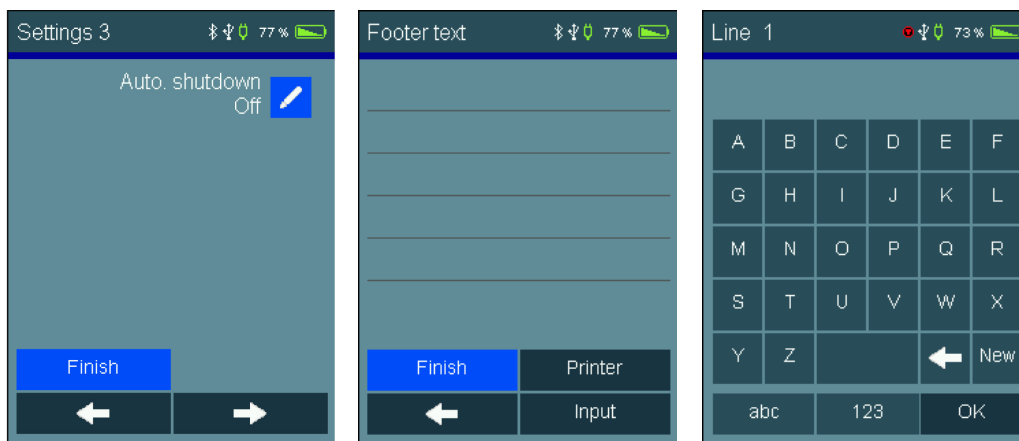 Settings 3
77 %
Auto. shutdown
Off
Finish
Footer text
77 %
Finish
Printer
Input
Line 1
73 %
A B C D E F
G H I J K L
M N O P Q R
S T U V W X
Y Z New
abc 123 OK